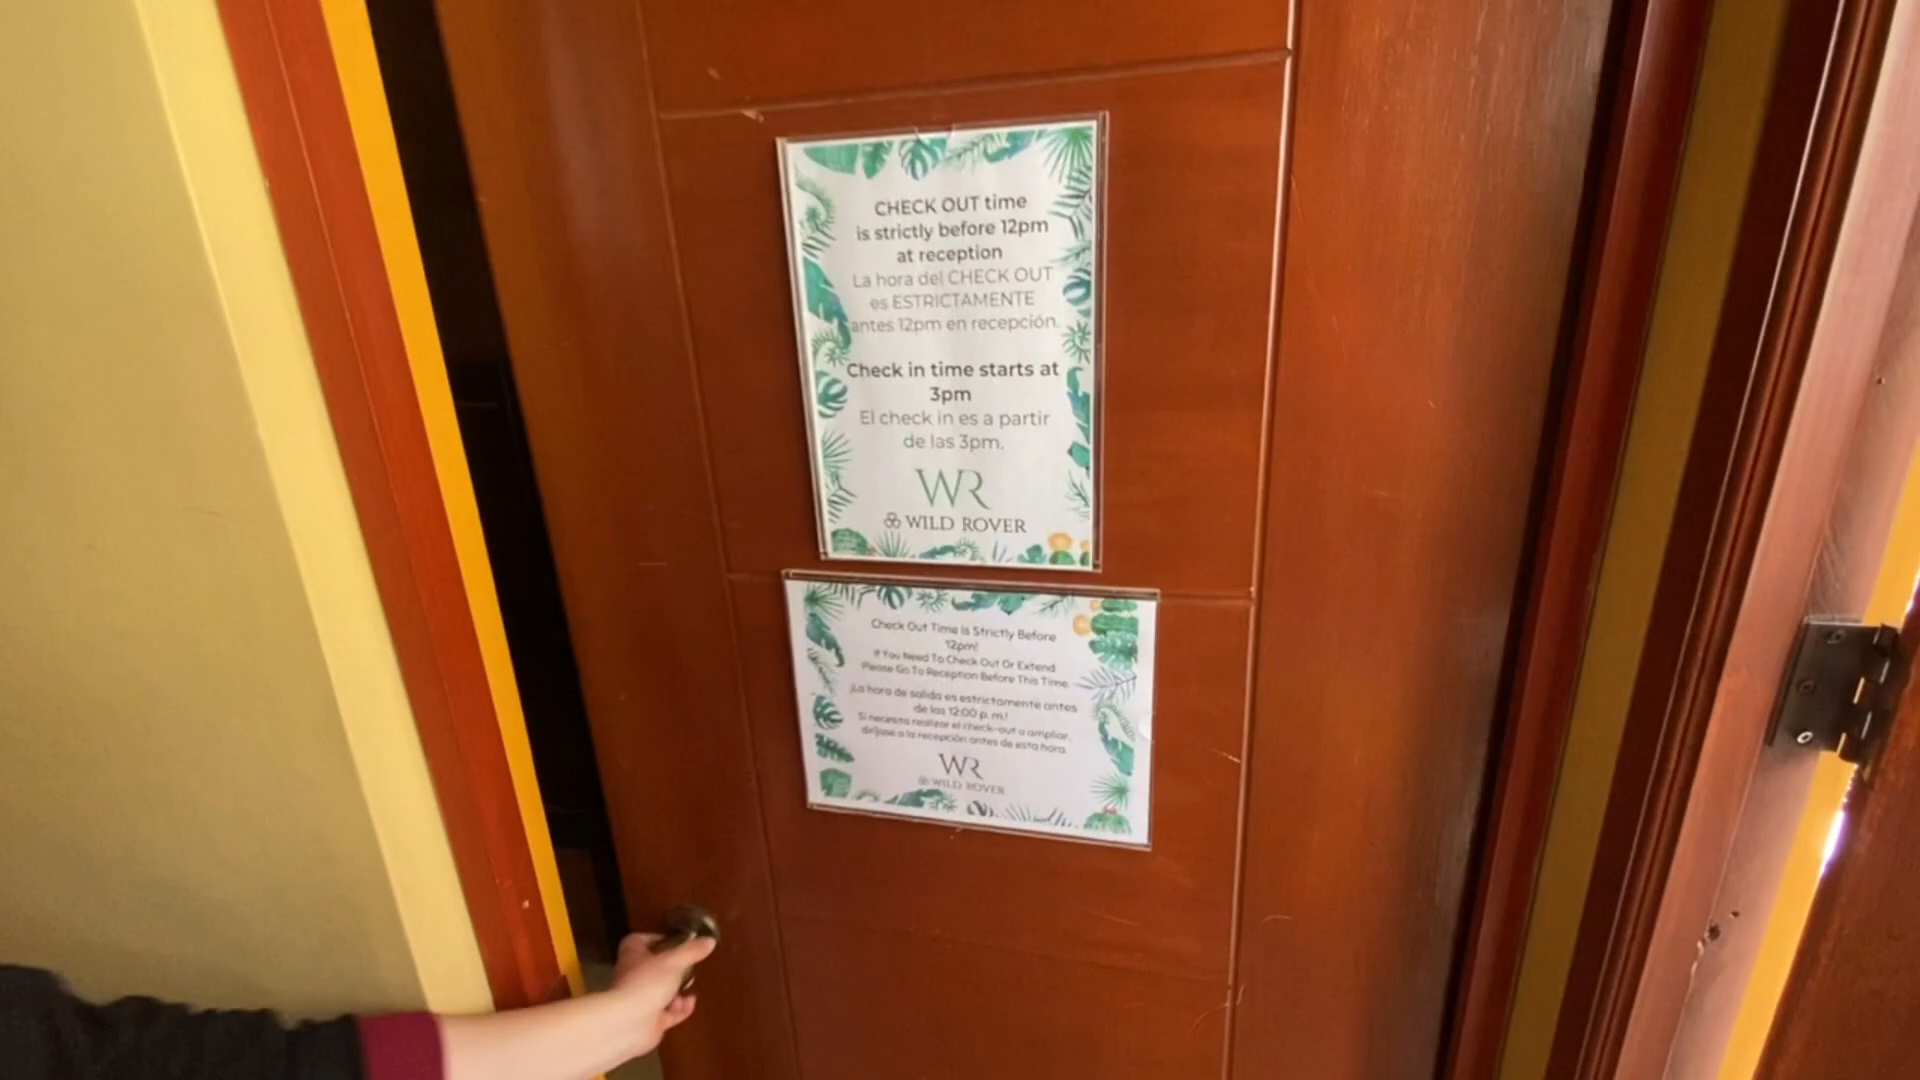 CHECK OUT time
is strictly before 12pm
at reception
La hora del CHECK OUT
es ESTRICTAMENTE
antes 12pm en recepción.
Check in time starts at
3pm
El check in es a partir
de las 3pm.
WR
WILD ROVER
Check Out Time Is Strictly Before
12pm!
If You Need To Check Out Or Extend
Please Go To Reception Before This Time.
¡La hora de salida es estrictamente antes
de las 12:00 p. m.!
Si necesita realizar el check-out o ampliar,
diríjase a la recepción antes de esta hora.
WR
WILD ROVER